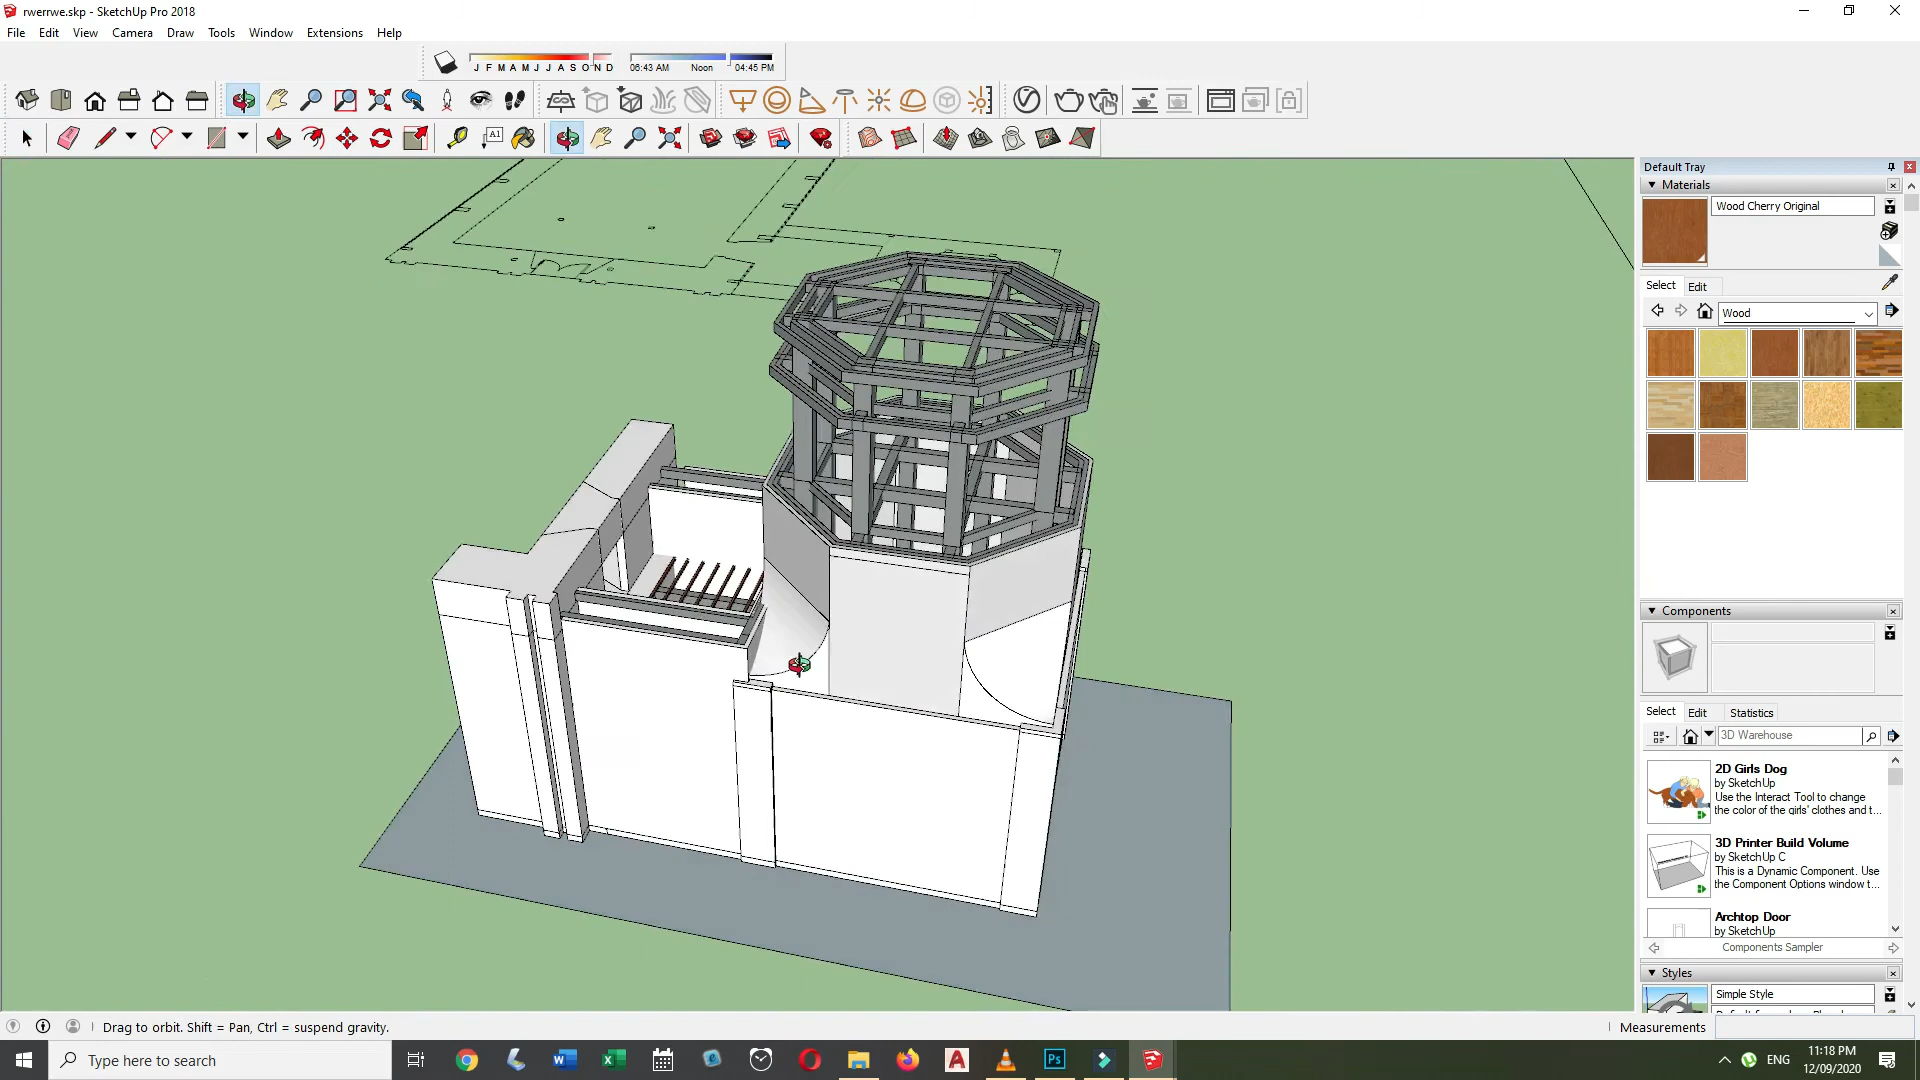 rwerrwe.skp - SketchUp Pro 2018
File Edit View Camera Draw Tools Window Extensions Help
J F M A M J J A S O N D 06:43 AM Noon 04:45 PM
A1
Default Tray
Materials
Wood Cherry Original
Select Edit
Wood
Components
Select Edit Statistics
3D Warehouse
2D Girls Dog
by SketchUp
Use the Interact Tool to change
the color of the girls' clothes and t...
3D Printer Build Volume
by SketchUp C
This is a Dynamic Component. Use
the Component Options window t...
Archtop Door
by SketchUp
Components Sampler
Styles
Simple Style
Drag to orbit. Shift = Pan, Ctrl = suspend gravity.
Measurements
Type here to search
ENG
11:18 PM
12/09/2020